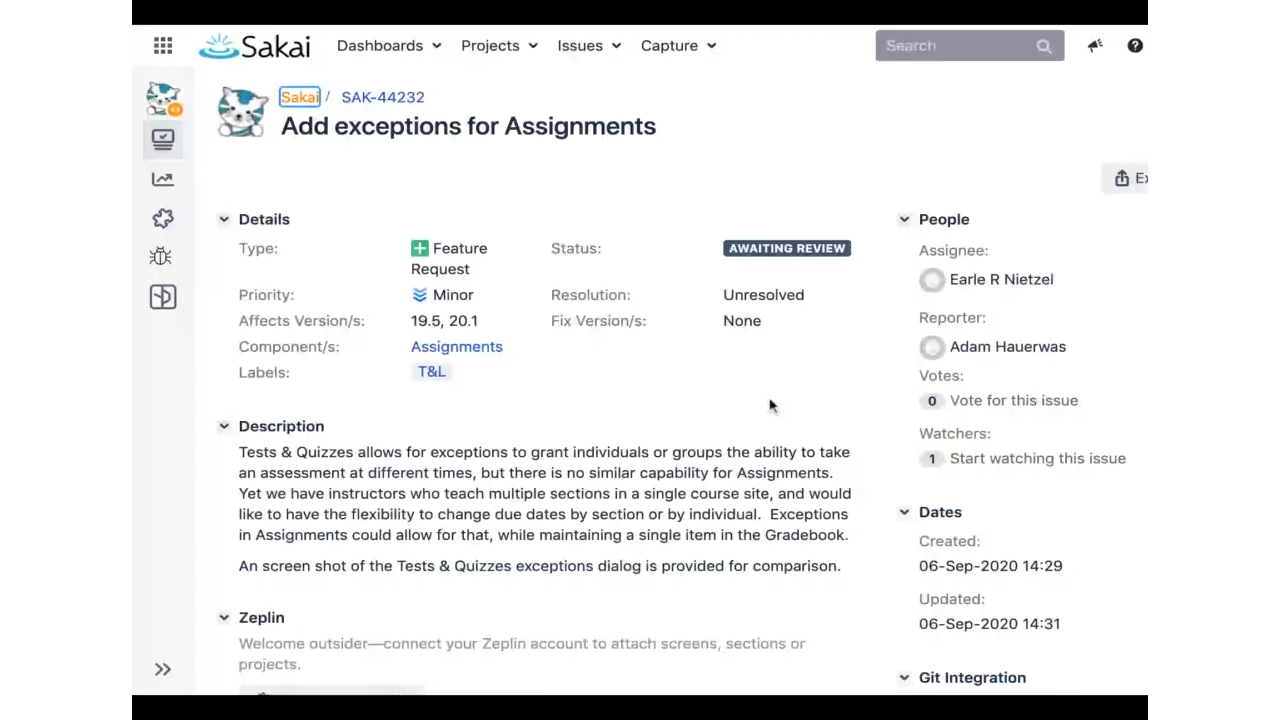 Sakai Dashboards Projects Issues Capture Search
Sakai / SAK-44232
Add exceptions for Assignments
Ex
Details
Type: Feature Request
Status: AWAITING REVIEW
Priority: Minor
Resolution: Unresolved
Affects Version/s: 19.5, 20.1
Fix Version/s: None
Component/s: Assignments
Labels: T&L
Description
Tests & Quizzes allows for exceptions to grant individuals or groups the ability to take
an assessment at different times, but there is no similar capability for Assignments.
Yet we have instructors who teach multiple sections in a single course site, and would
like to have the flexibility to change due dates by section or by individual. Exceptions
in Assignments could allow for that, while maintaining a single item in the Gradebook.
An screen shot of the Tests & Quizzes exceptions dialog is provided for comparison.
Zeplin
Welcome outsider—connect your Zeplin account to attach screens, sections or
projects.
People
Assignee:
Earle R Nietzel
Reporter:
Adam Hauerwas
Votes:
0 Vote for this issue
Watchers:
1 Start watching this issue
Dates
Created:
06-Sep-2020 14:29
Updated:
06-Sep-2020 14:31
Git Integration